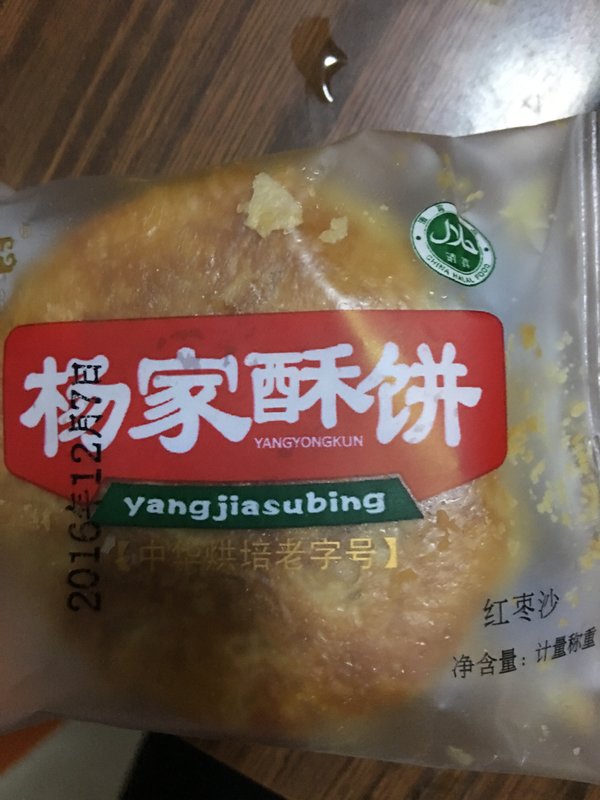 清真
حلال
CHINA HALAL FOOD
杨家酥饼
YANGYONGKUN
yangjiasubing
【中华烘培老字号】
2016年12月7日
红枣沙
净含量：计量称重